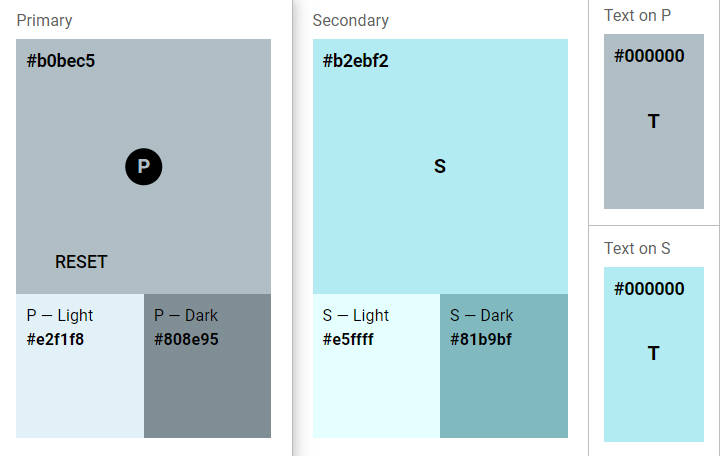 Primary
#b0bec5
P
RESET
P — Light
#e2f1f8
P — Dark
#808e95
Secondary
#b2ebf2
S
S — Light
#e5ffff
S — Dark
#81b9bf
Text on P
#000000
T
Text on S
#000000
T